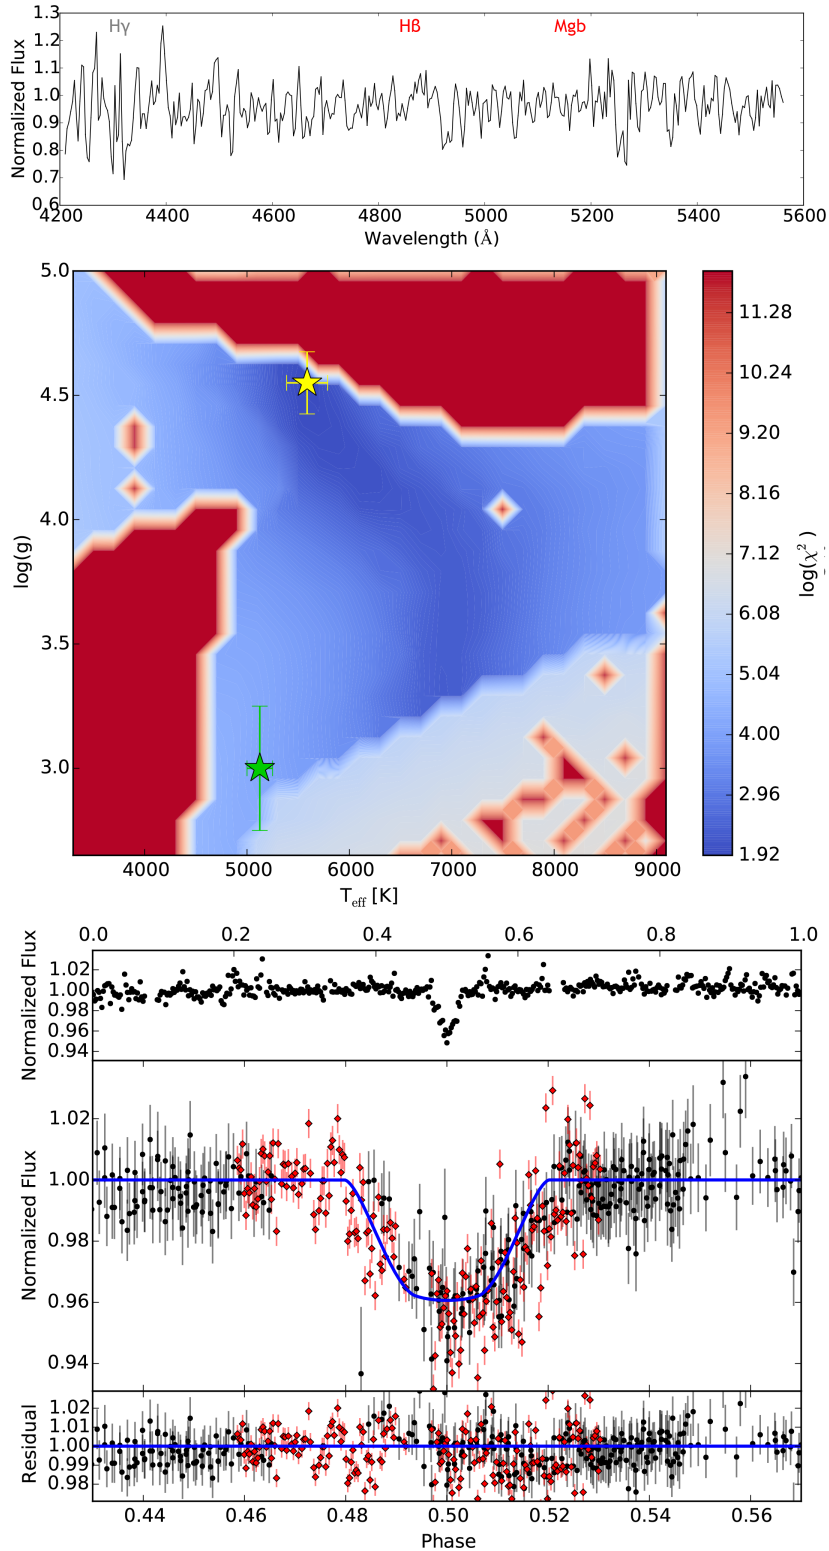 Hγ Hß Mgb
1.3
1.2
1.1
1.0
0.9
0.8
0.7
0.6
Normalized Flux
4200 4400 4600 4800 5000 5200 5400 5600
Wavelength (Å)
5.0
4.5
4.0
3.5
3.0
log(g)
4000 5000 6000 7000 8000 9000
Teff [K]
11.28
10.24
9.20
8.16
7.12
6.08
5.04
4.00
2.96
1.92
log(χ² )
0.0 0.2 0.4 0.6 0.8 1.0
1.02
1.00
0.98
0.96
0.94
Normalized Flux
1.02
1.00
0.98
0.96
0.94
Normalized Flux
1.02
1.01
1.00
0.99
0.98
Residual
0.44 0.46 0.48 0.50 0.52 0.54 0.56
Phase